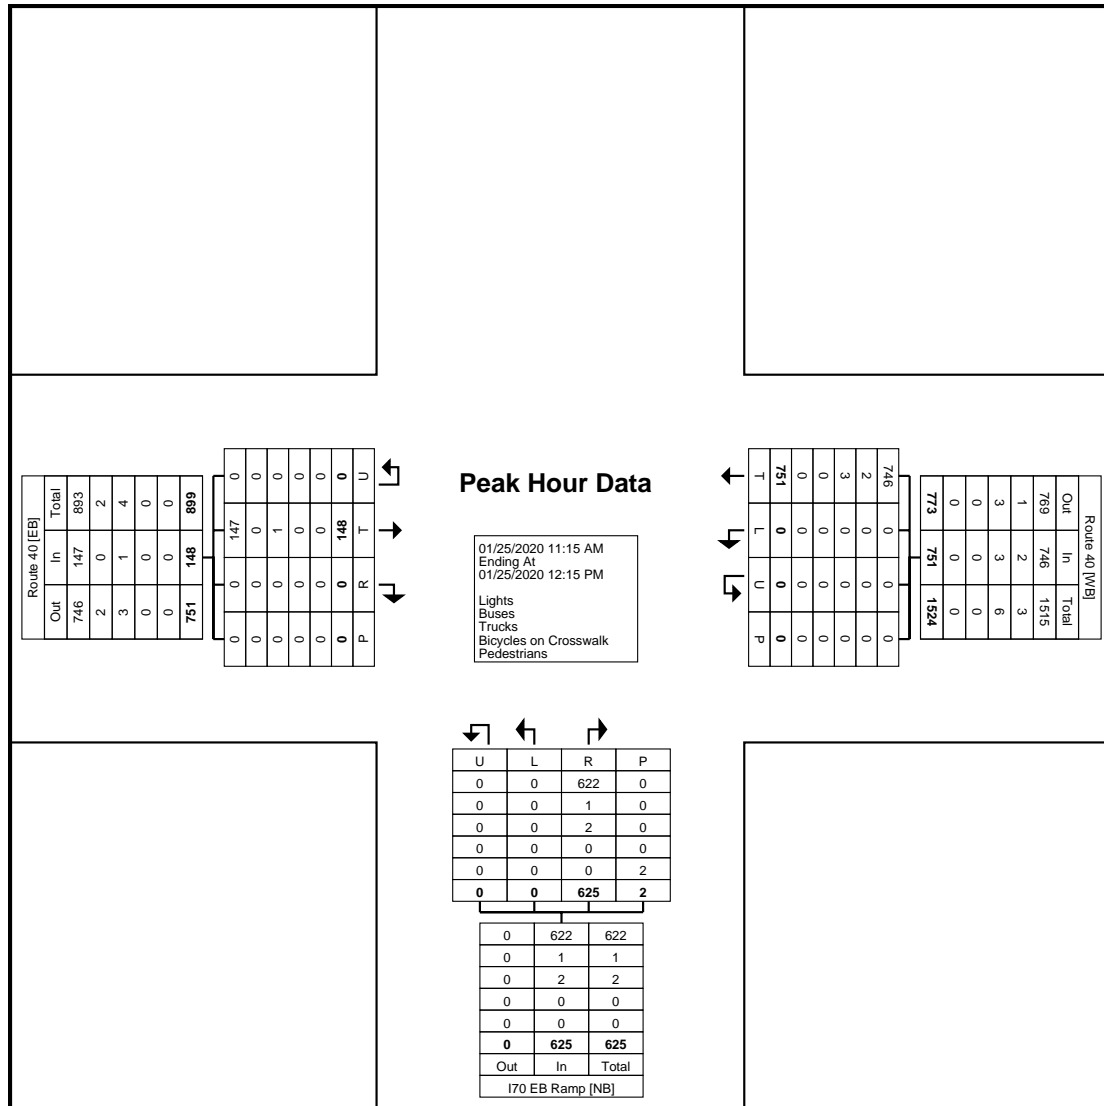 Peak Hour Data
01/25/2020 11:15 AM
Ending At
01/25/2020 12:15 PM
Lights
Buses
Trucks
Bicycles on Crosswalk
Pedestrians
Route 40 [EB]
Total In Out
893 147 746
2 0 2
4 1 3
0 0 0
0 0 0
899 148 751
0 147 0 0
0 0 0 0
0 1 0 0
0 0 0 0
0 0 0 0
0 148 0 0
U T R P
T L U P
751 0 0 0
0 0 0 0
0 0 0 0
3 0 0 0
2 0 0 0
746 0 0 0
Route 40 [WB]
Out In Total
769 746 1515
1 2 3
3 3 6
0 0 0
0 0 0
773 751 1524
U L R P
0 0 622 0
0 0 1 0
0 0 2 0
0 0 0 0
0 0 0 2
0 0 625 2
0 622 622
0 1 1
0 2 2
0 0 0
0 0 0
0 625 625
Out In Total
I70 EB Ramp [NB]